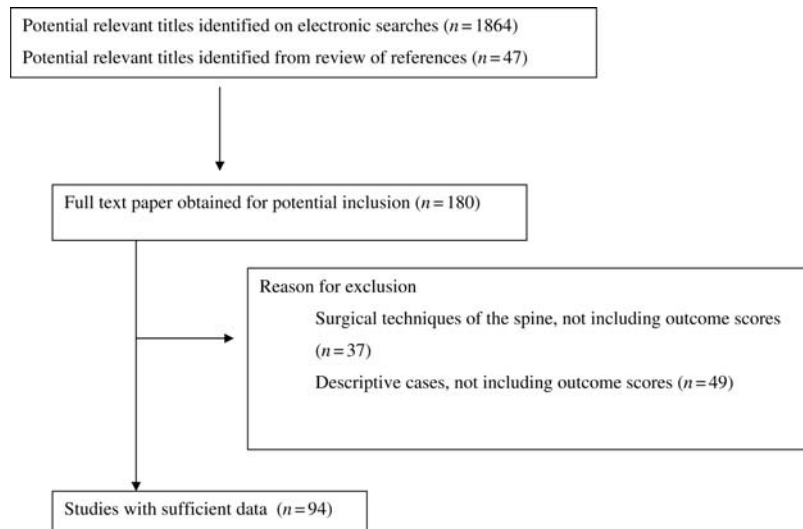 Potential relevant titles identified on electronic searches (n=1864)
Potential relevant titles identified from review of references (n=47)
Full text paper obtained for potential inclusion (n=180)
Reason for exclusion
Surgical techniques of the spine, not including outcome scores
(n=37)
Descriptive cases, not including outcome scores (n=49)
Studies with sufficient data (n=94)